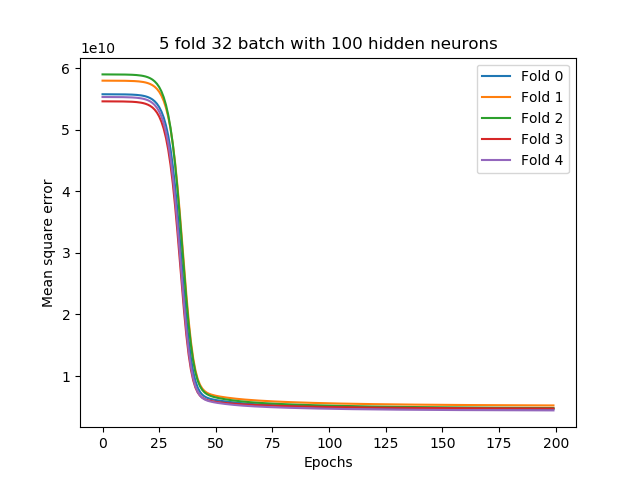 5 fold 32 batch with 100 hidden neurons
1e10
6
5
4
3
2
1
Mean square error
0 25 50 75 100 125 150 175 200
Epochs
Fold 0
Fold 1
Fold 2
Fold 3
Fold 4